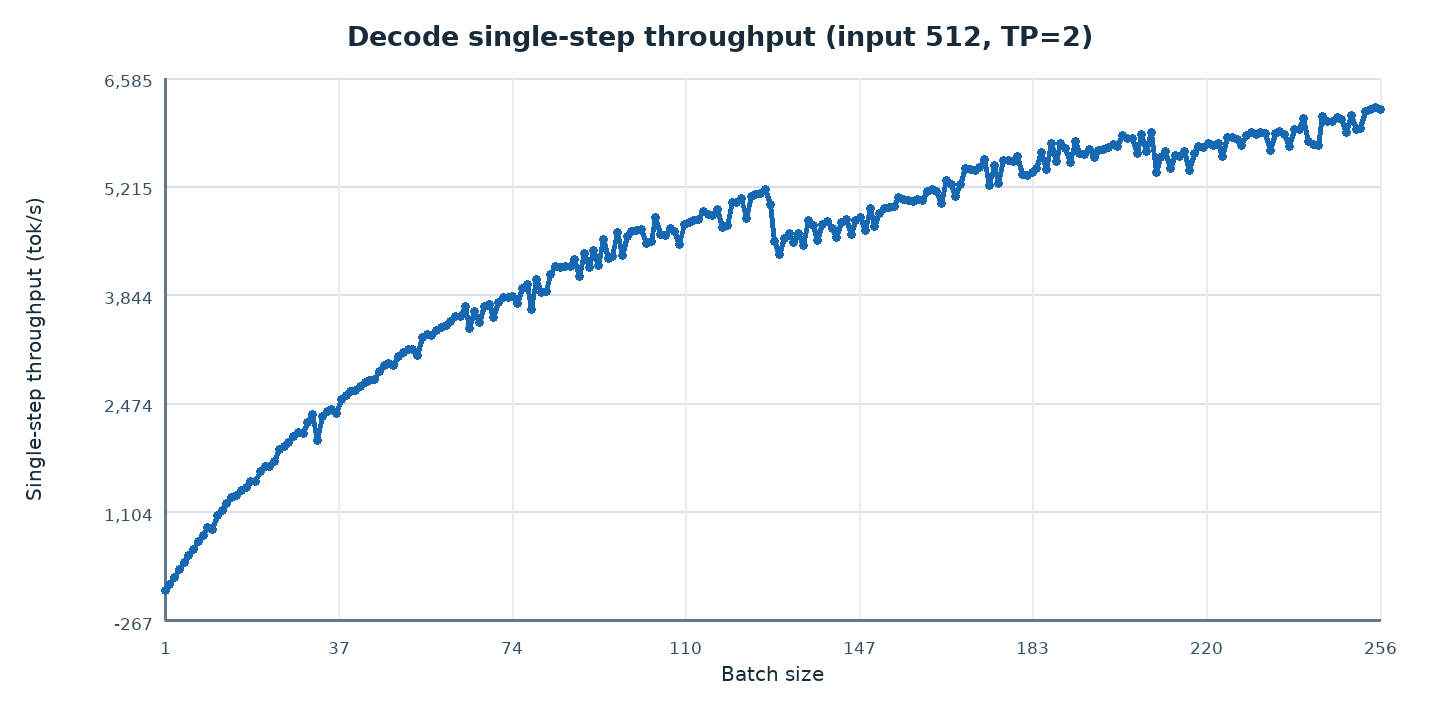 Decode single-step throughput (input 512, TP=2)
6,585
5,215
3,844
2,474
1,104
-267
Single-step throughput (tok/s)
1 37 74 110 147 183 220 256
Batch size